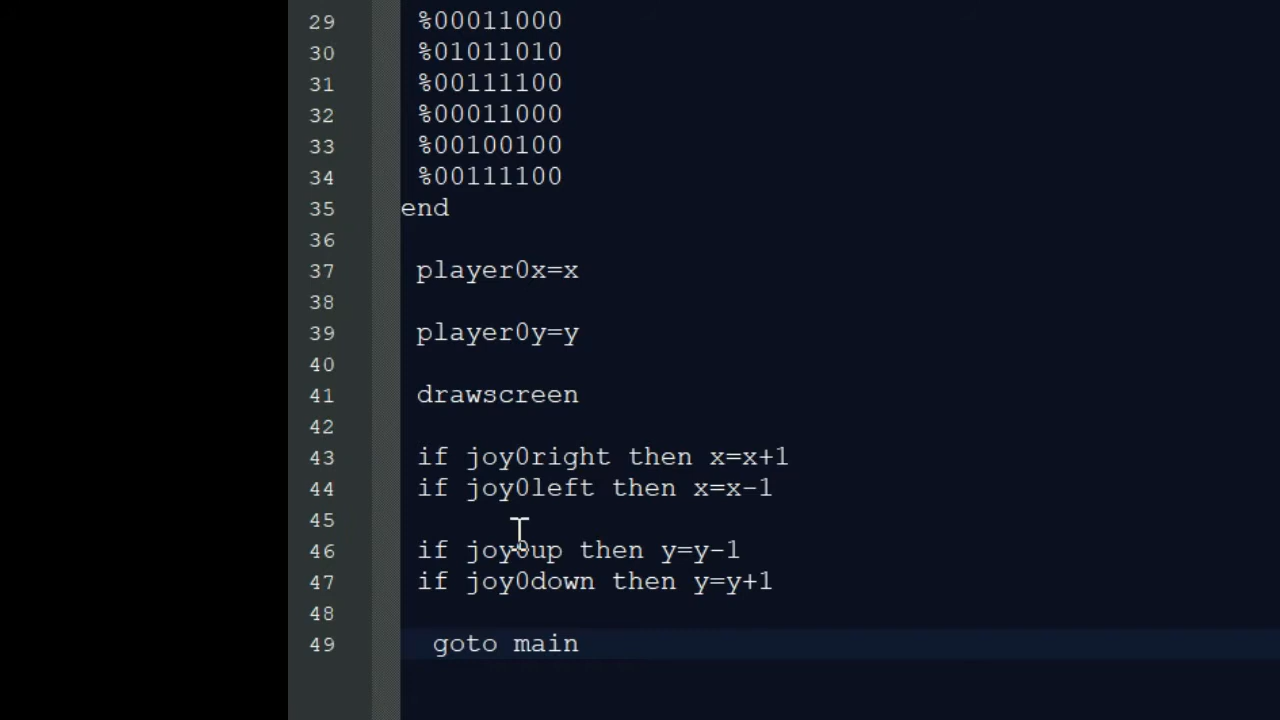 29 %00011000
30 %01011010
31 %00111100
32 %00011000
33 %00100100
34 %00111100
35 end
36
37 player0x=x
38
39 player0y=y
40
41 drawscreen
42
43 if joy0right then x=x+1
44 if joy0left then x=x-1
45
46 if joy0up then y=y-1
47 if joy0down then y=y+1
48
49 goto main